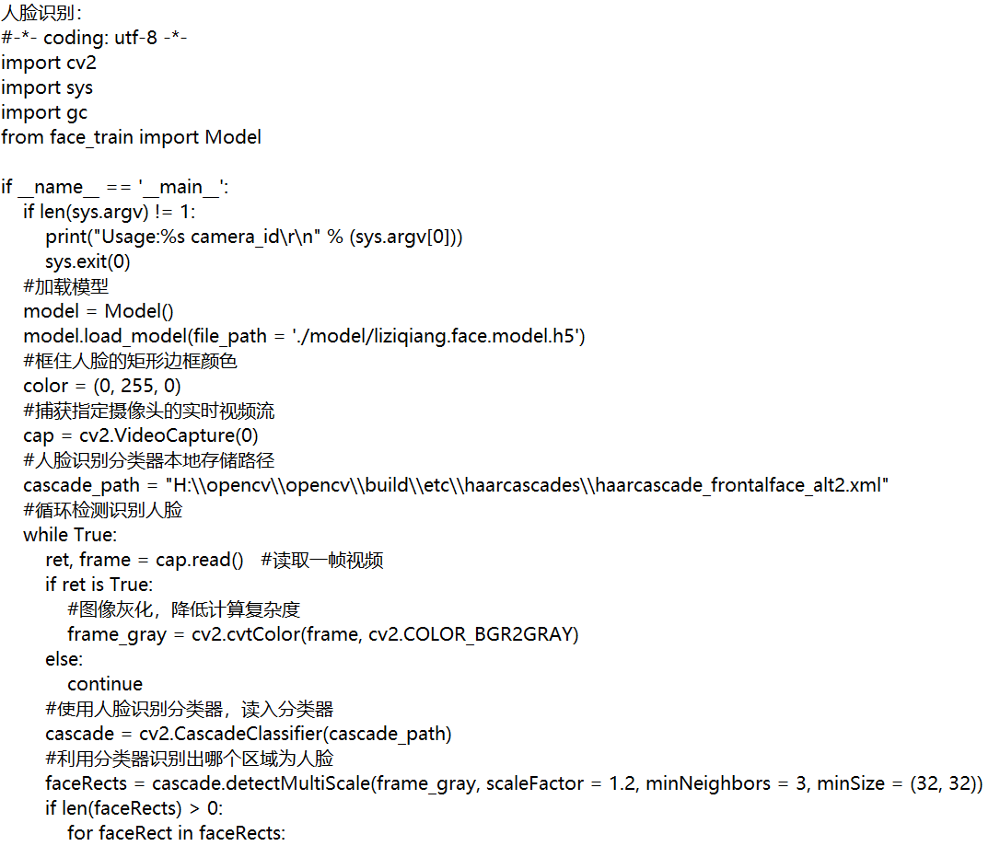 人脸识别：
#-*- coding: utf-8 -*-
import cv2
import sys
import gc
from face_train import Model

if __name__ == '__main__':
    if len(sys.argv) != 1:
        print("Usage:%s camera_id\r\n" % (sys.argv[0]))
        sys.exit(0)
    #加载模型
    model = Model()
    model.load_model(file_path = './model/liziqiang.face.model.h5')
    #框住人脸的矩形边框颜色
    color = (0, 255, 0)
    #捕获指定摄像头的实时视频流
    cap = cv2.VideoCapture(0)
    #人脸识别分类器本地存储路径
    cascade_path = "H:\\opencv\\opencv\\build\\etc\\haarcascades\\haarcascade_frontalface_alt2.xml"
    #循环检测识别人脸
    while True:
        ret, frame = cap.read()   #读取一帧视频
        if ret is True:
            #图像灰化，降低计算复杂度
            frame_gray = cv2.cvtColor(frame, cv2.COLOR_BGR2GRAY)
        else:
            continue
        #使用人脸识别分类器，读入分类器
        cascade = cv2.CascadeClassifier(cascade_path)
        #利用分类器识别出哪个区域为人脸
        faceRects = cascade.detectMultiScale(frame_gray, scaleFactor = 1.2, minNeighbors = 3, minSize = (32, 32))
        if len(faceRects) > 0:
            for faceRect in faceRects: